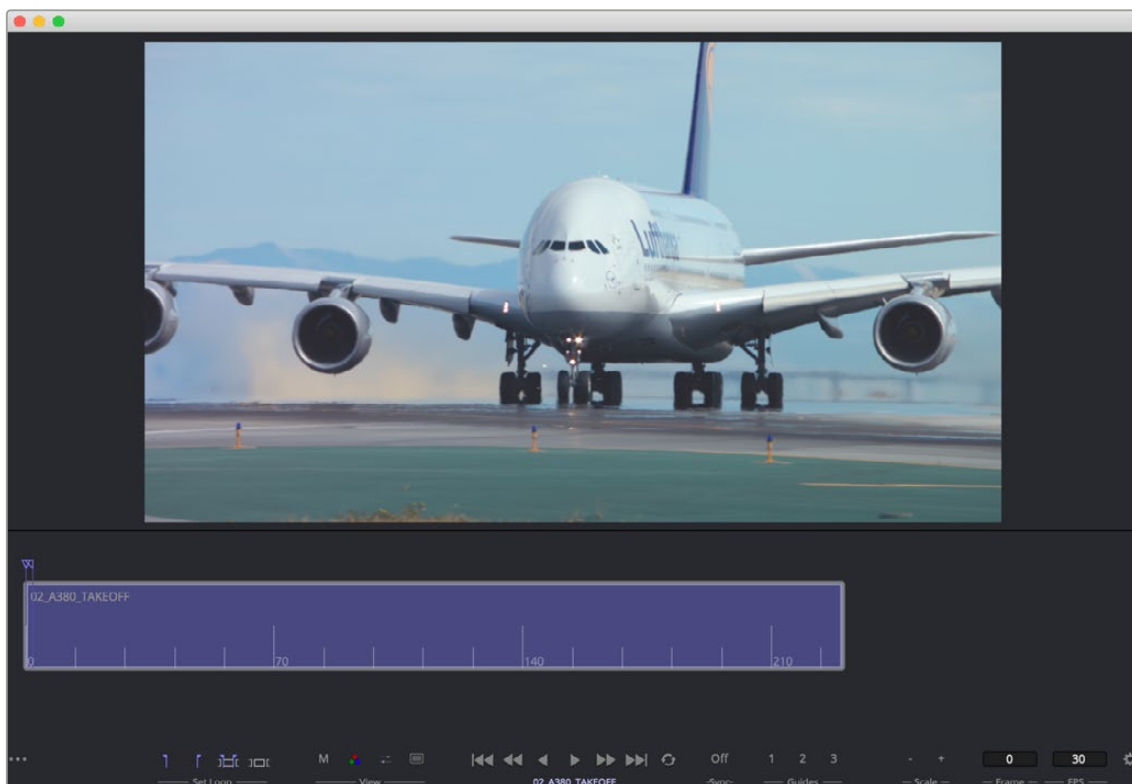 Lufthansa
02_A380_TAKEOFF
0 70 140 210
M Off 1 2 3 - + 0 30
Set Loop View 02_A380_TAKEOFF Sync Guides Scale Frame FPS